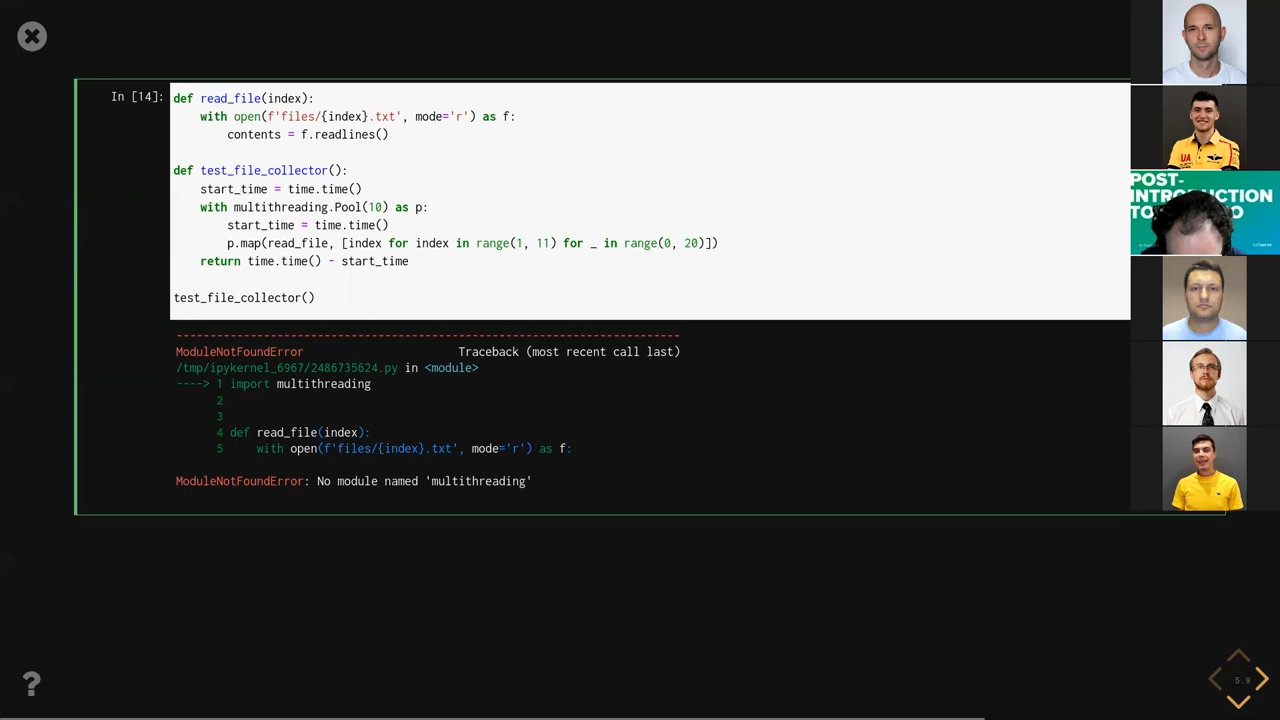 In [14]:
def read_file(index):
with open(f'files/{index}.txt', mode='r') as f:
contents = f.readlines()
def test_file_collector():
start_time = time.time()
with multithreading.Pool(10) as p:
start_time = time.time()
p.map(read_file, [index for index in range(1, 11) for _ in range(0, 20)])
return time.time() - start_time
test_file_collector()
---------------------------------------------------------------------------
ModuleNotFoundError Traceback (most recent call last)
/tmp/ipykernel_6967/2486735624.py in <module>
----> 1 import multithreading
2
3
4 def read_file(index):
5 with open(f'files/{index}.txt', mode='r') as f:
ModuleNotFoundError: No module named 'multithreading'
UA
POST-
INTRODUCTION
TO
?
5.9